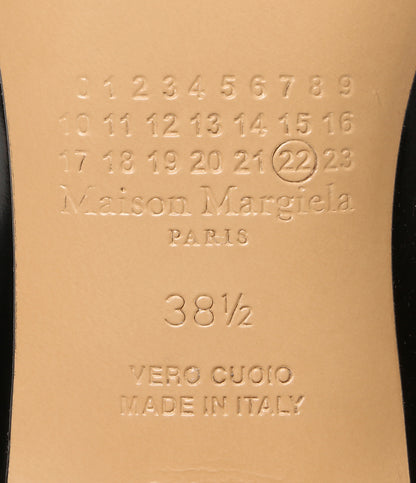 0 1 2 3 4 5 6 7 8 9
10 11 12 13 14 15 16
17 18 19 20 21 22 23
Maison Margiela
PARIS
38½
VERO CUOIO
MADE IN ITALY